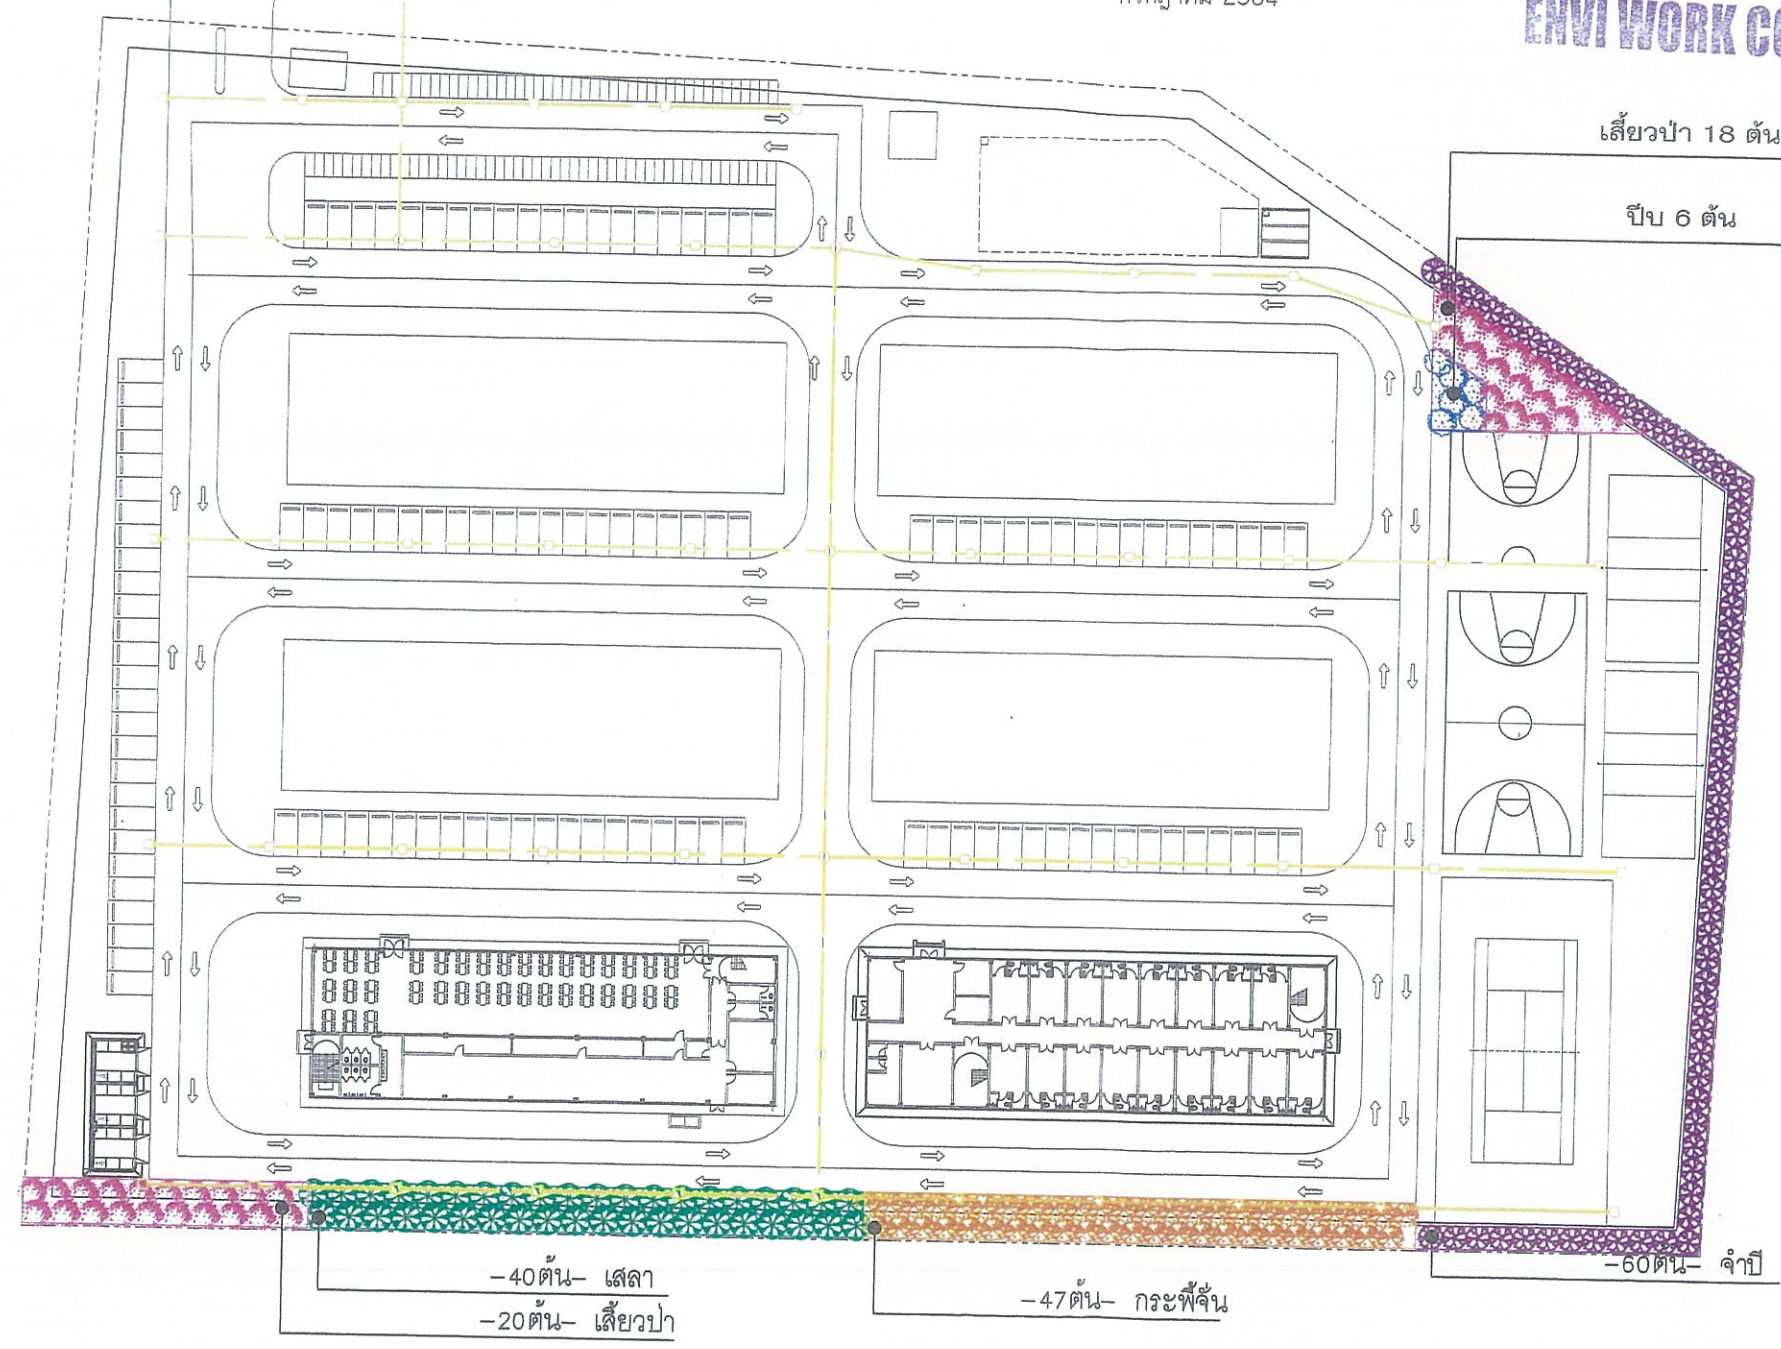 ENVI WORK CO
เสี้ยวป่า 18 ต้น
ปีบ 6 ต้น
-40ต้น- เสลา
-20ต้น- เสี้ยวป่า
-47ต้น- กระพี้จั่น
-60ต้น- จำปี